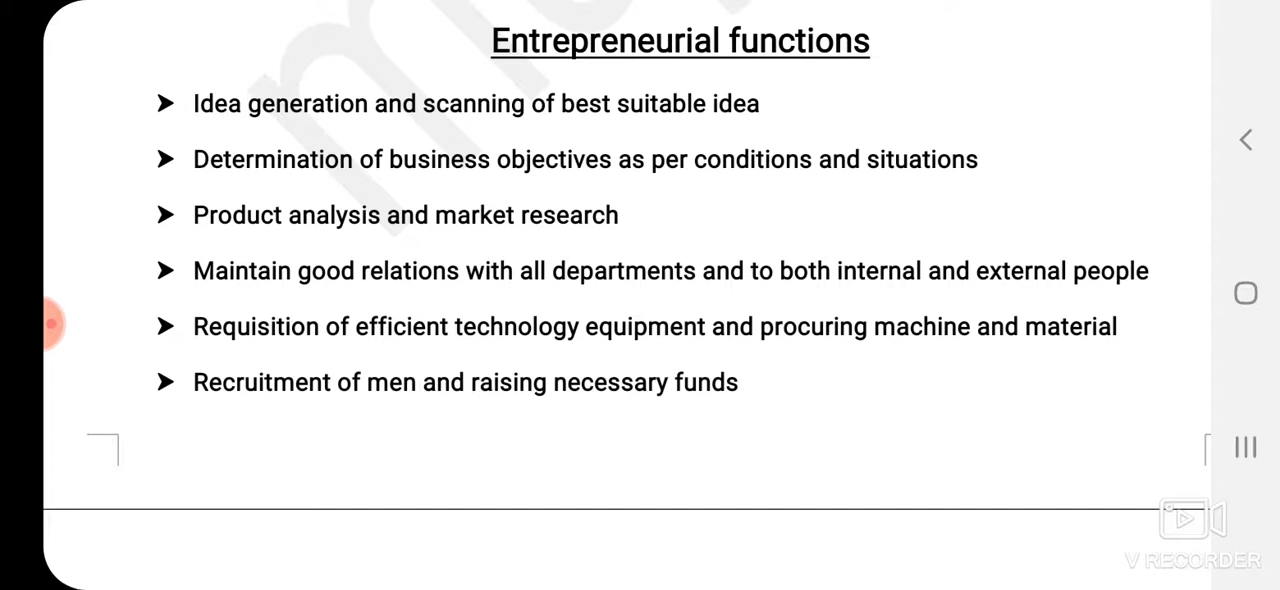 Entrepreneurial functions
➤ Idea generation and scanning of best suitable idea
➤ Determination of business objectives as per conditions and situations
➤ Product analysis and market research
➤ Maintain good relations with all departments and to both internal and external people
➤ Requisition of efficient technology equipment and procuring machine and material
➤ Recruitment of men and raising necessary funds
V RECORDER